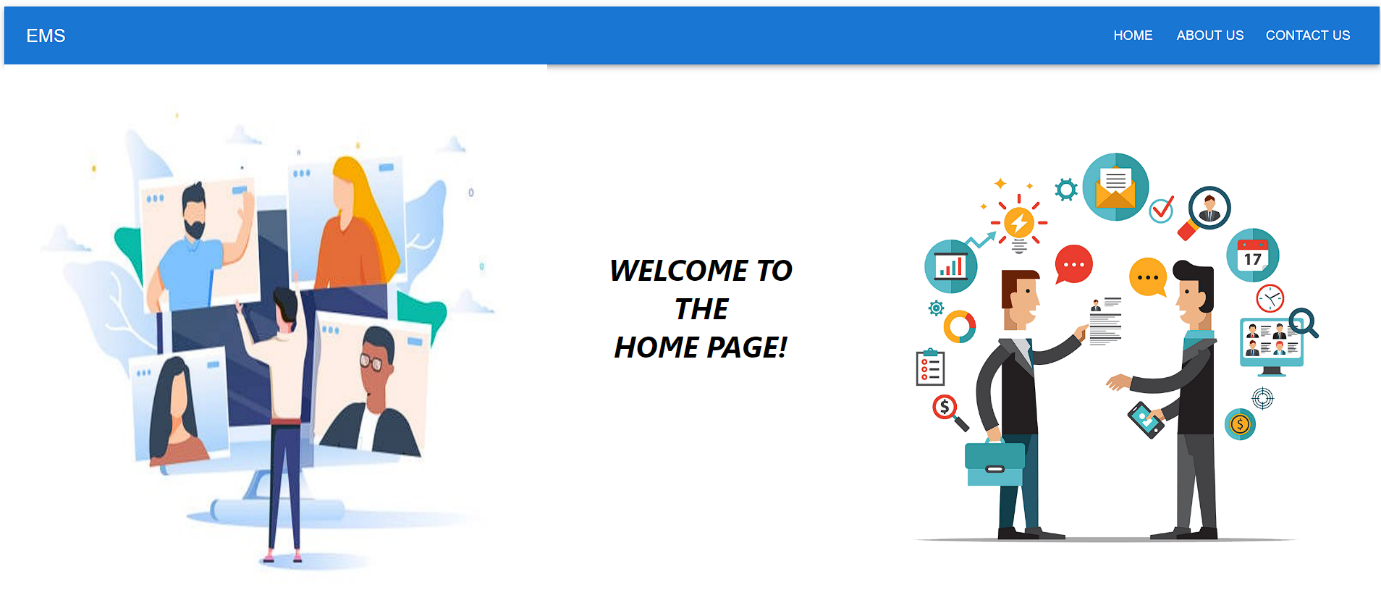 EMS
HOME
ABOUT US
CONTACT US
WELCOME TO
THE
HOME PAGE!
17
$
$